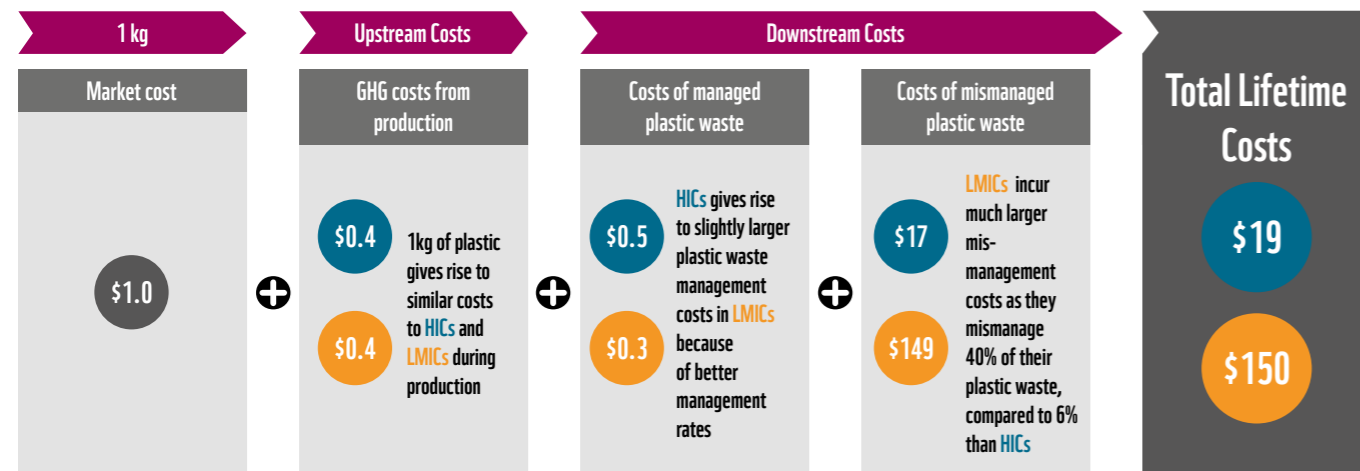 1 kg
Upstream Costs
Downstream Costs
Total Lifetime
Costs
Market cost
GHG costs from
production
Costs of managed
plastic waste
Costs of mismanaged
plastic waste
$1.0
$0.4
$0.4
1kg of plastic
gives rise to
similar costs
to HICs and
LMICs during
production
$0.5
$0.3
HICs gives rise
to slightly larger
plastic waste
management
costs in LMICs
because
of better
management
rates
$17
$149
LMICs incur
much larger
mis-
management
costs as they
mismanage
40% of their
plastic waste,
compared to 6%
than HICs
$19
$150